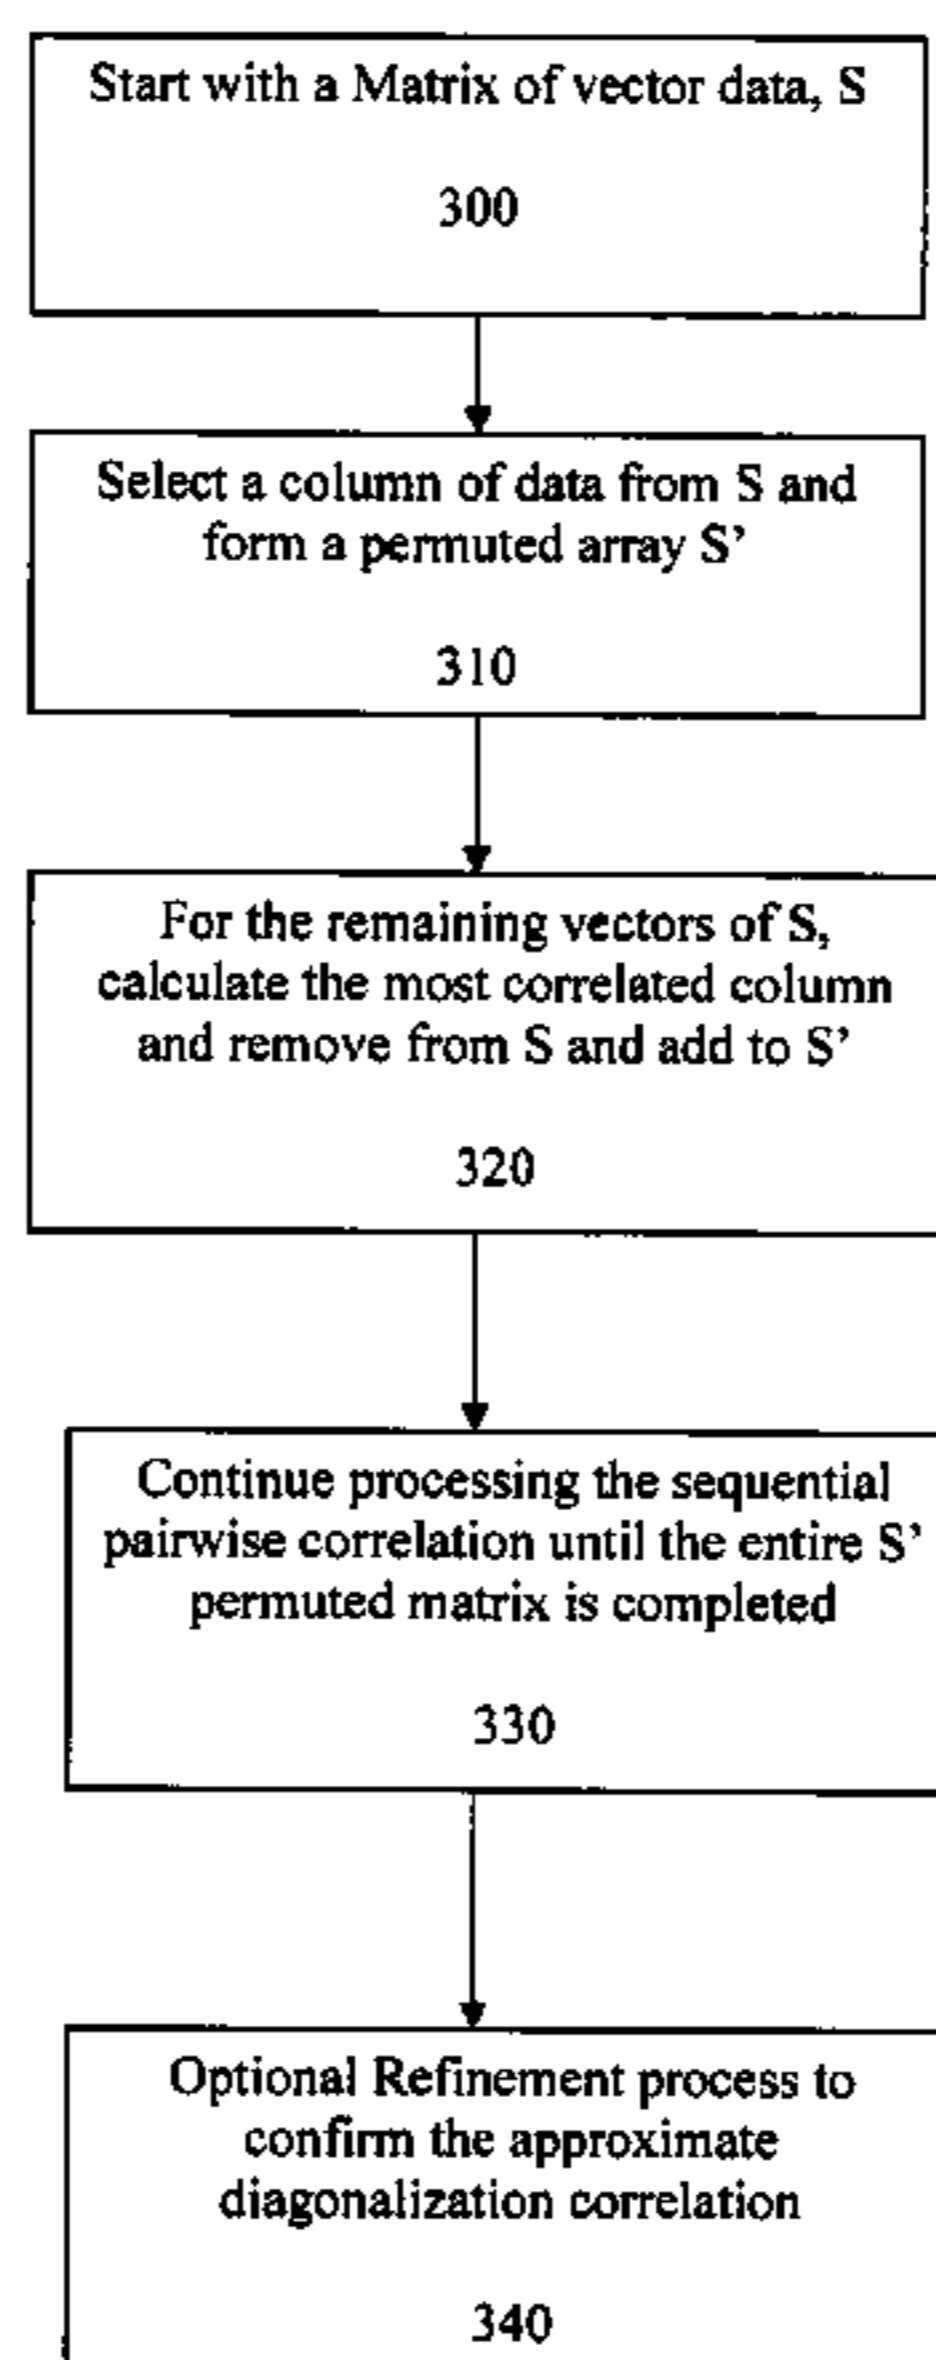 Start with a Matrix of vector data, S
300
Select a column of data from S and
form a permuted array S’
310
For the remaining vectors of S,
calculate the most correlated column
and remove from S and add to S’
320
Continue processing the sequential
pairwise correlation until the entire S’
permuted matrix is completed
330
Optional Refinement process to
confirm the approximate
diagonalization correlation
340